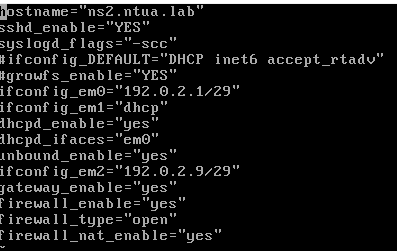 hostname="ns2.ntua.lab"
sshd_enable="YES"
syslogd_flags="-scc"
#ifconfig_DEFAULT="DHCP inet6 accept_rtadv"
#growfs_enable="YES"
ifconfig_em0="192.0.2.1/29"
ifconfig_em1="dhcp"
dhcpd_enable="yes"
dhcpd_ifaces="em0"
unbound_enable="yes"
ifconfig_em2="192.0.2.9/29"
gateway_enable="yes"
firewall_enable="yes"
firewall_type="open"
firewall_nat_enable="yes"
~